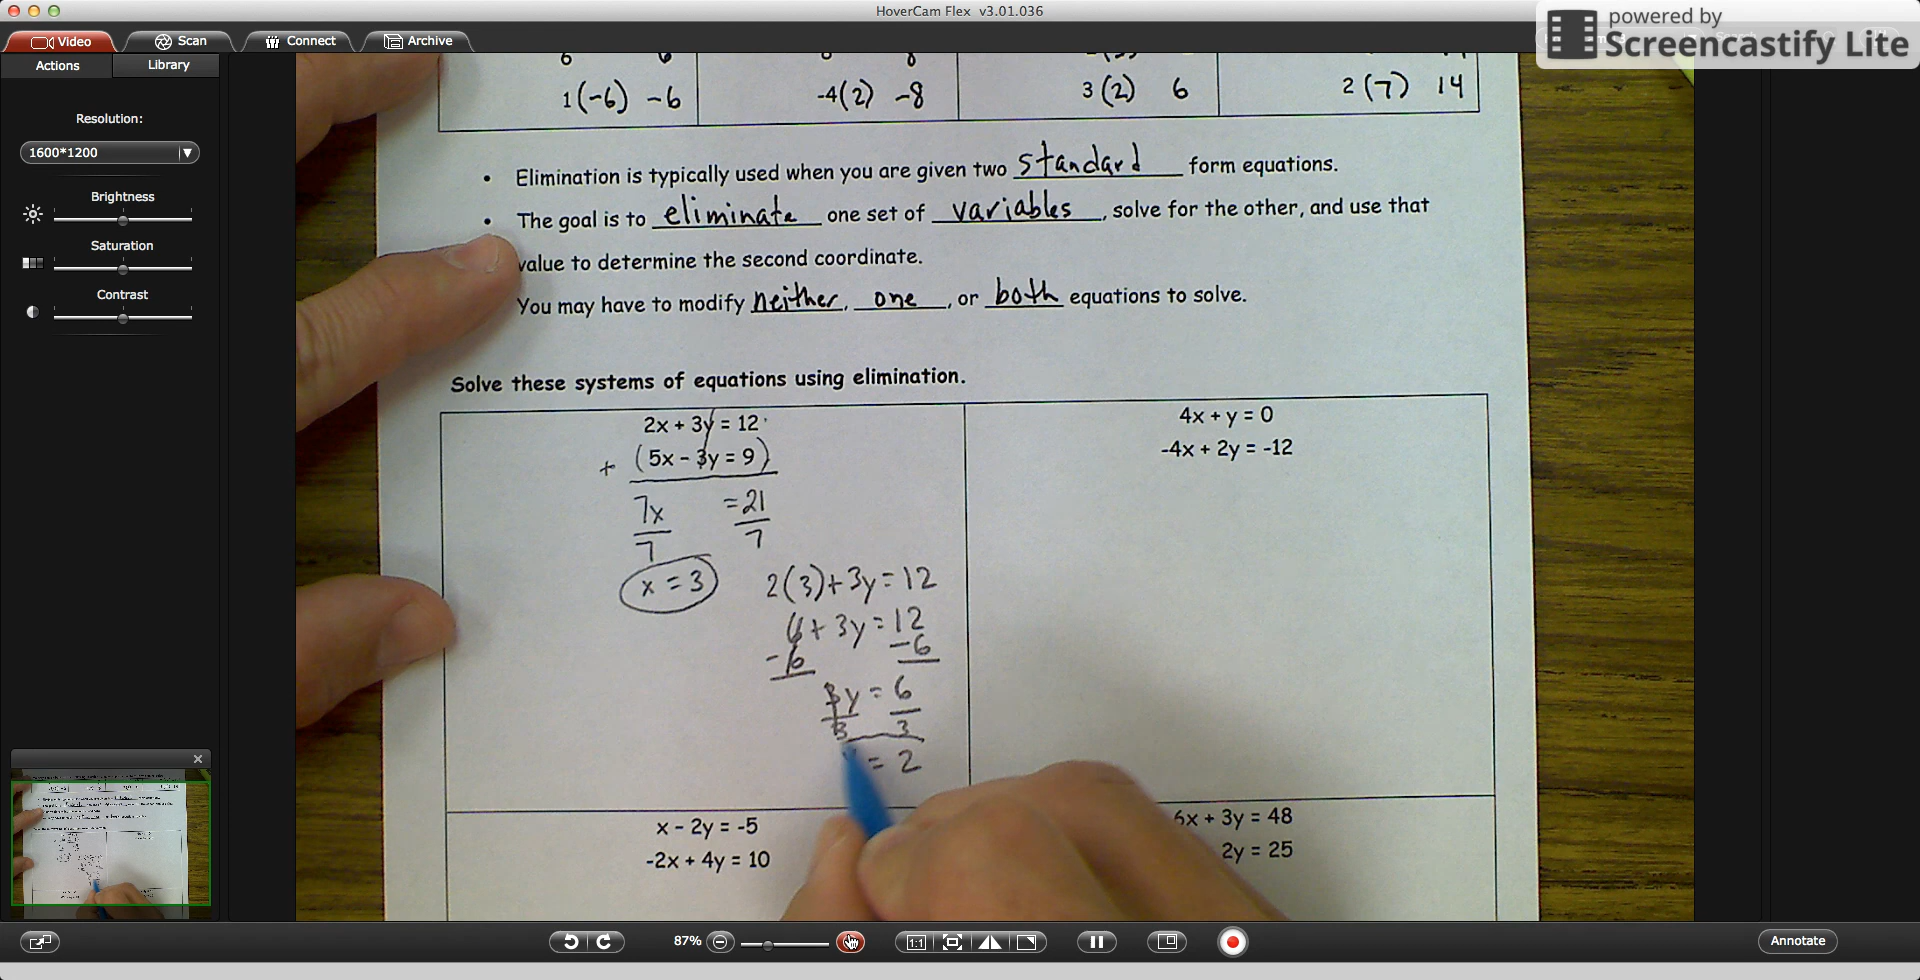 HoverCam Flex v3.01.036
powered by
Screencastify Lite
Video Scan Connect Archive
Actions Library
Resolution:
1600*1200
Brightness
Saturation
Contrast
1(-6) -6 -4(2) -8 3(2) 6 2(7) 14
• Elimination is typically used when you are given two standard form equations.
• The goal is to eliminate one set of variables, solve for the other, and use that
value to determine the second coordinate.
You may have to modify neither, one, or both equations to solve.
Solve these systems of equations using elimination.
2x + 3y = 12
+ (5x - 3y = 9)
7x = 21
7 7
x = 3
2(3)+3y=12
6+3y=12
-6 -6
3y = 6
3 3
= 2
4x + y = 0
-4x + 2y = -12
x - 2y = -5
-2x + 4y = 10
6x + 3y = 48
2y = 25
87%
1:1
Annotate